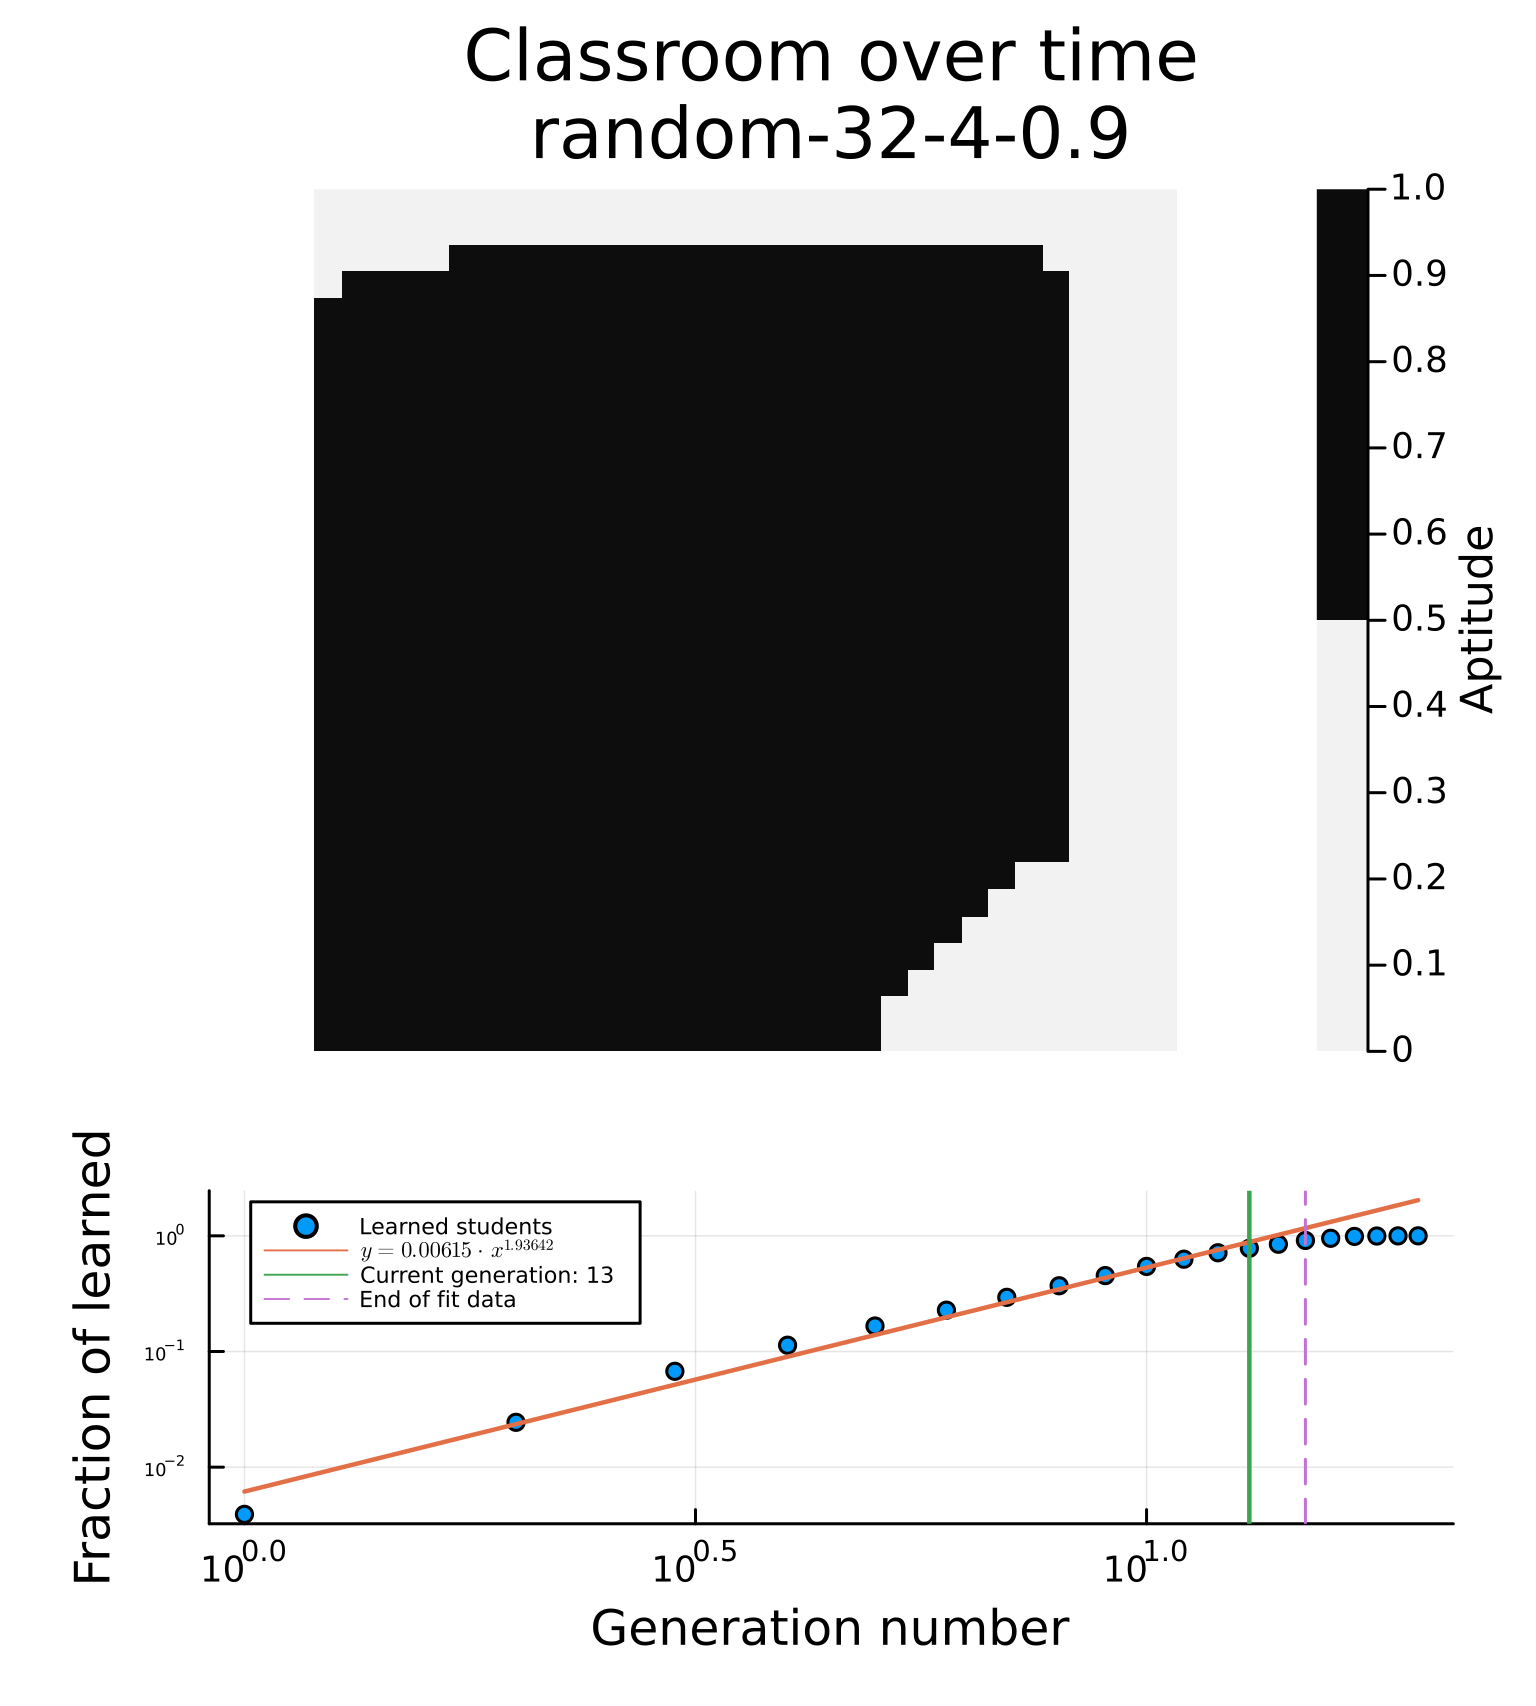 Classroom over time
random-32-4-0.9
1.0
0.9
0.8
0.7
0.6
0.5
0.4
0.3
0.2
0.1
0
Aptitude
Fraction of learned
10⁰
10⁻¹
10⁻²
Learned students
y = 0.00615 · x^1.93642
Current generation: 13
End of fit data
10^0.0
10^0.5
10^1.0
Generation number